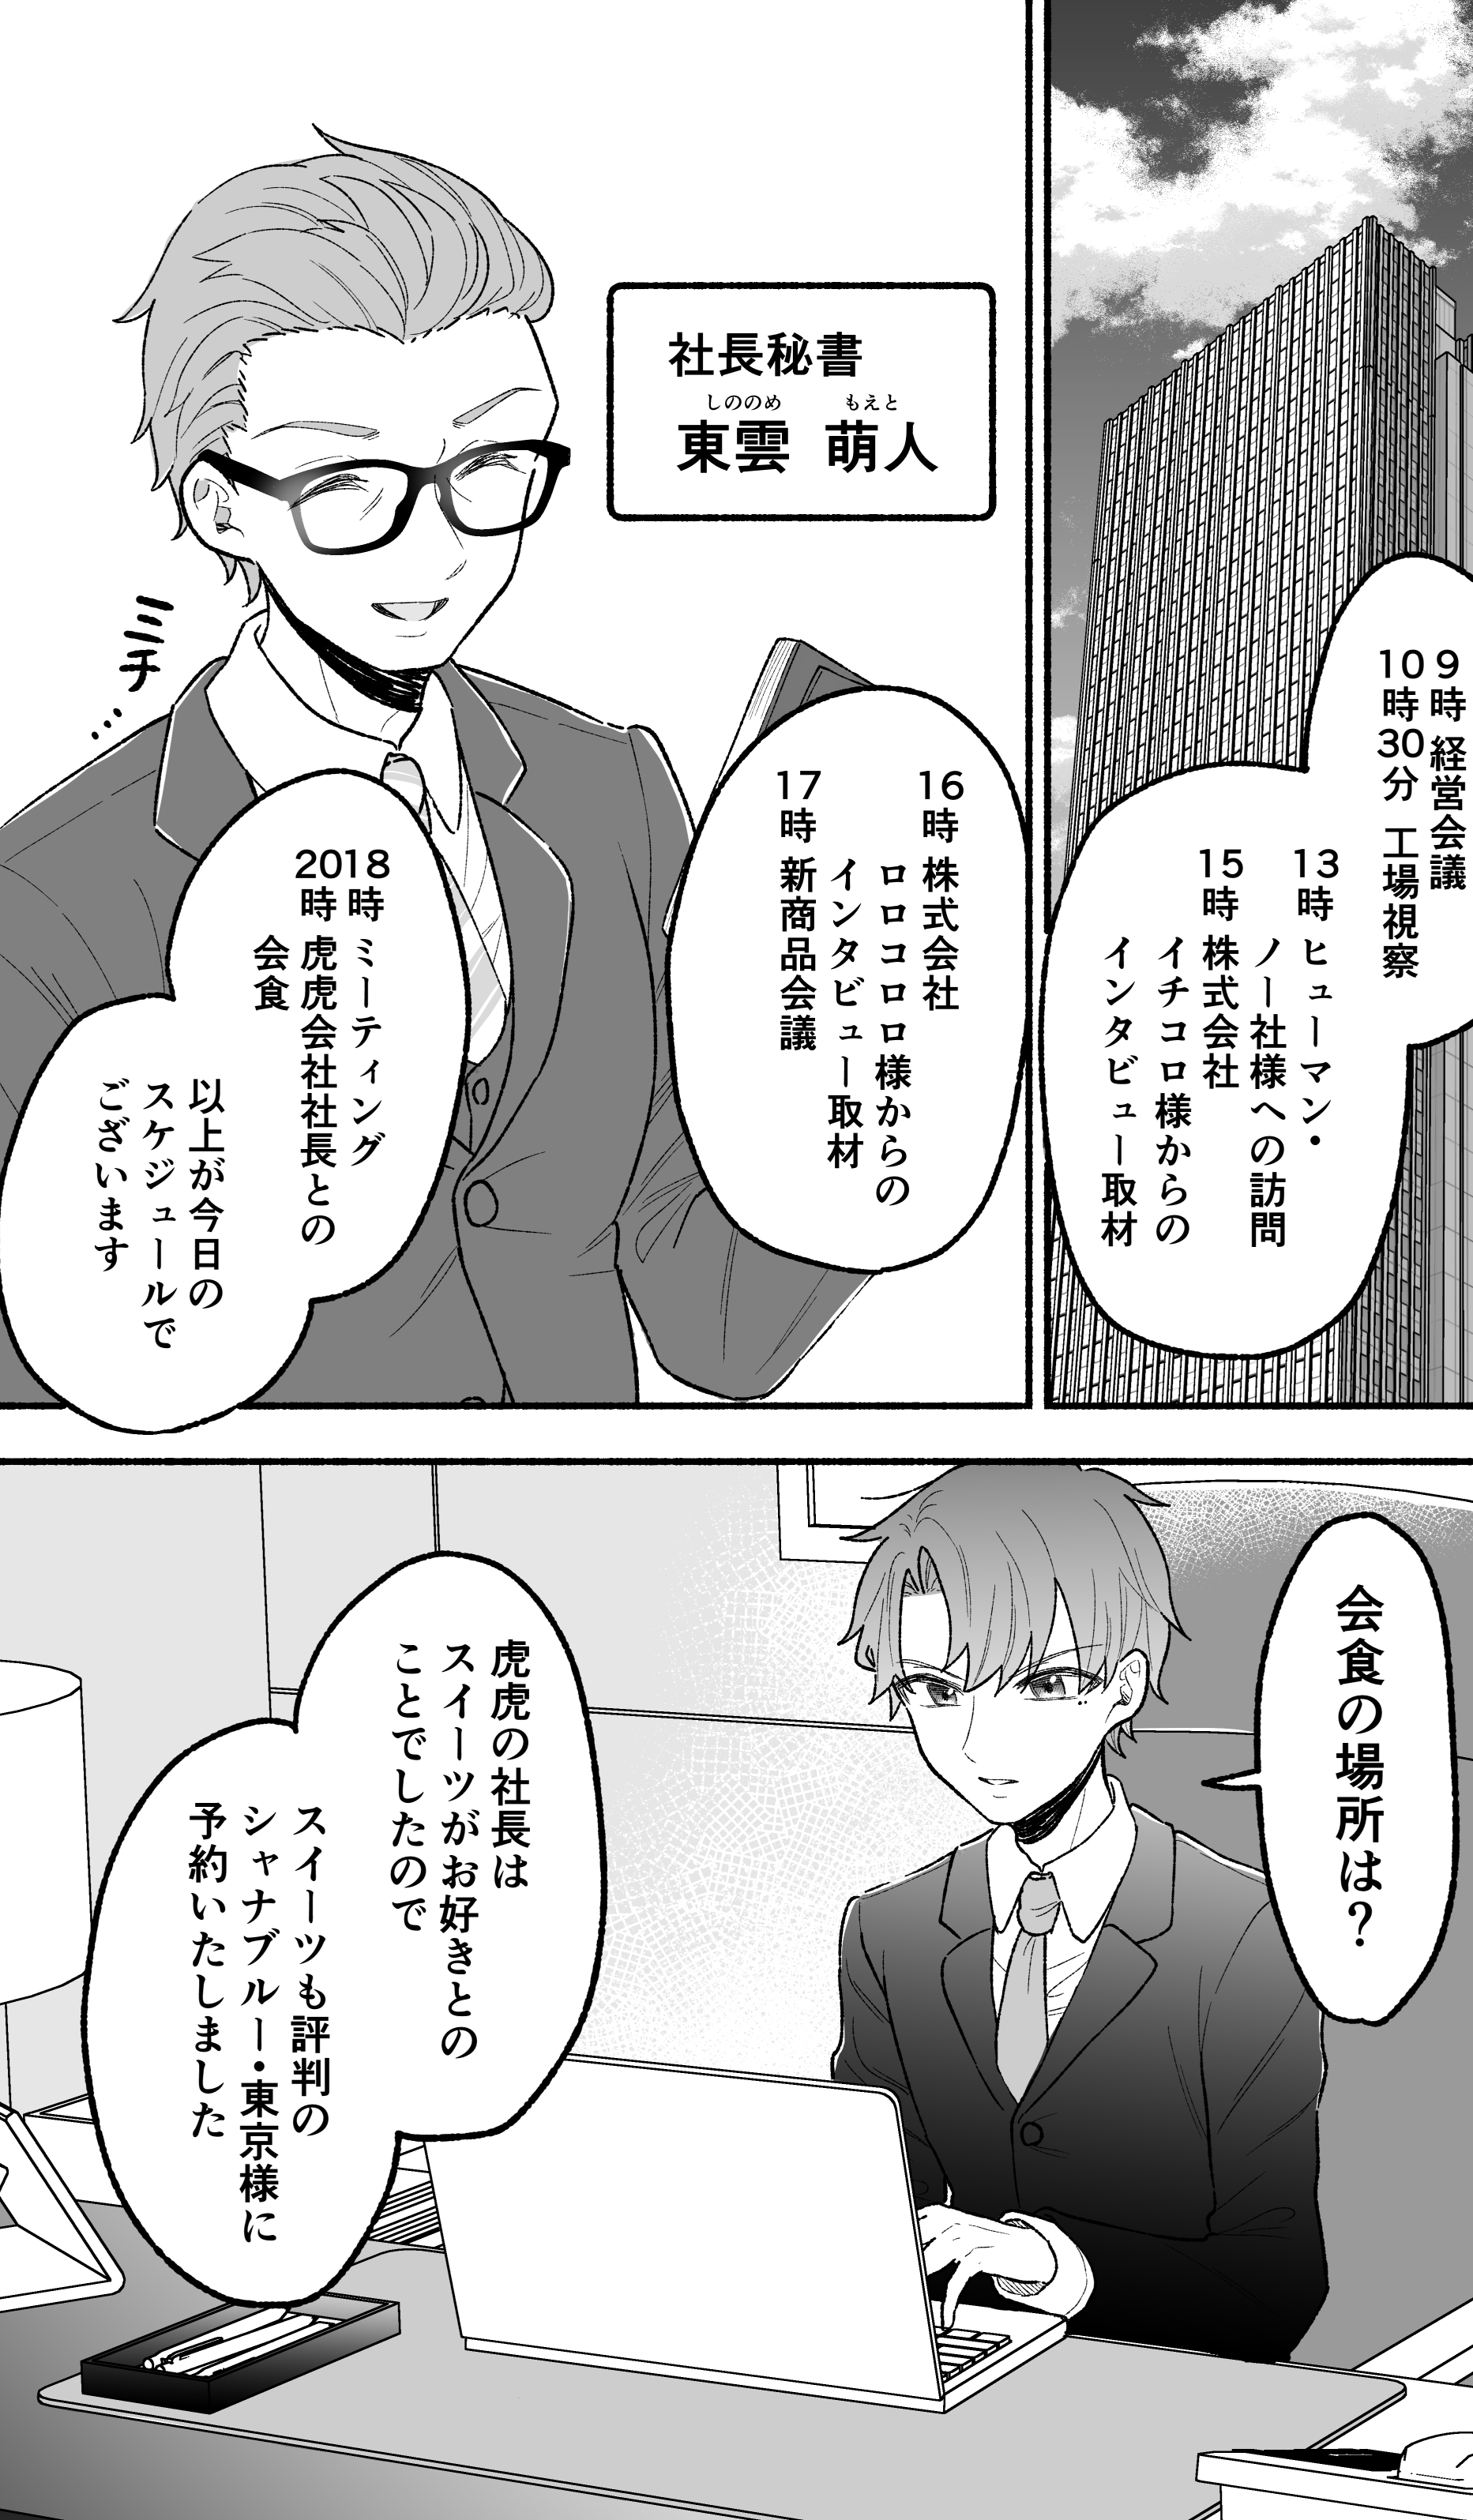 9時 経営会議
10時30分 工場視察
13時 ヒューマン・
ノー社様への訪問
15時 株式会社
イチコロ様からの
インタビュー取材
社長秘書
しののめ もえと
東雲 萌人
16時 株式会社
ロロコロロ様からの
インタビュー取材
17時 新商品会議
ミチ…
18時 ミーティング
20時 虎虎会社社長との
会食
以上が今日の
スケジュールで
ございます
会食の場所は?
虎虎の社長は
スイーツがお好きとの
ことでしたので
スイーツも評判の
シャナブルー・東京様に
予約いたしました